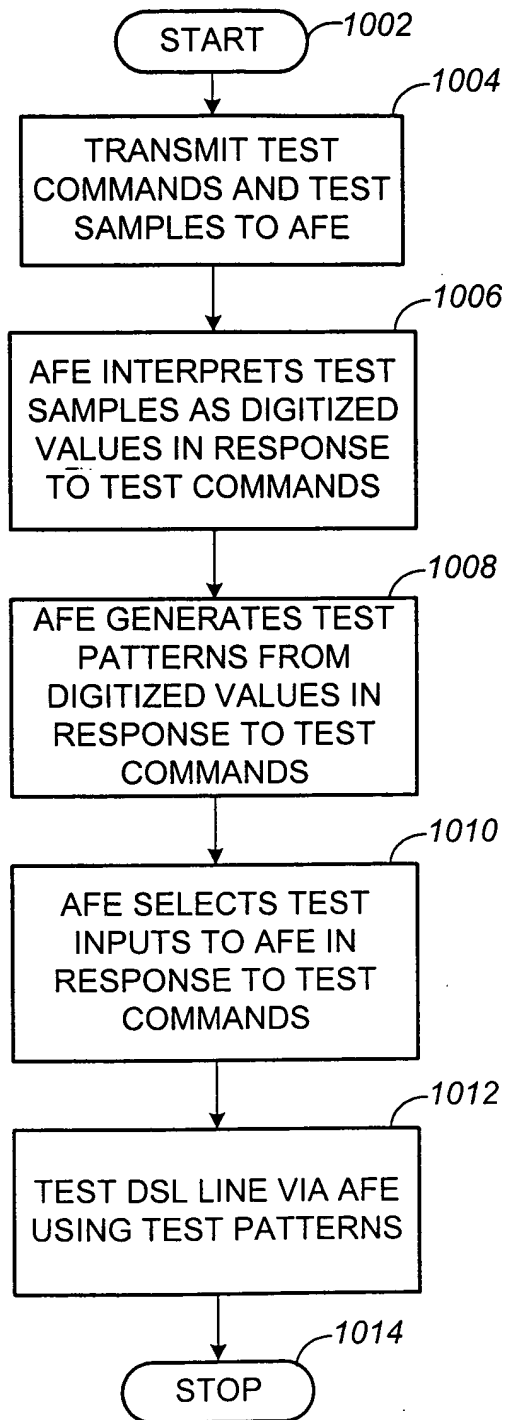 START
1002
1004
TRANSMIT TEST
COMMANDS AND TEST
SAMPLES TO AFE
1006
AFE INTERPRETS TEST
SAMPLES AS DIGITIZED
VALUES IN RESPONSE
TO TEST COMMANDS
1008
AFE GENERATES TEST
PATTERNS FROM
DIGITIZED VALUES IN
RESPONSE TO TEST
COMMANDS
1010
AFE SELECTS TEST
INPUTS TO AFE IN
RESPONSE TO TEST
COMMANDS
1012
TEST DSL LINE VIA AFE
USING TEST PATTERNS
1014
STOP